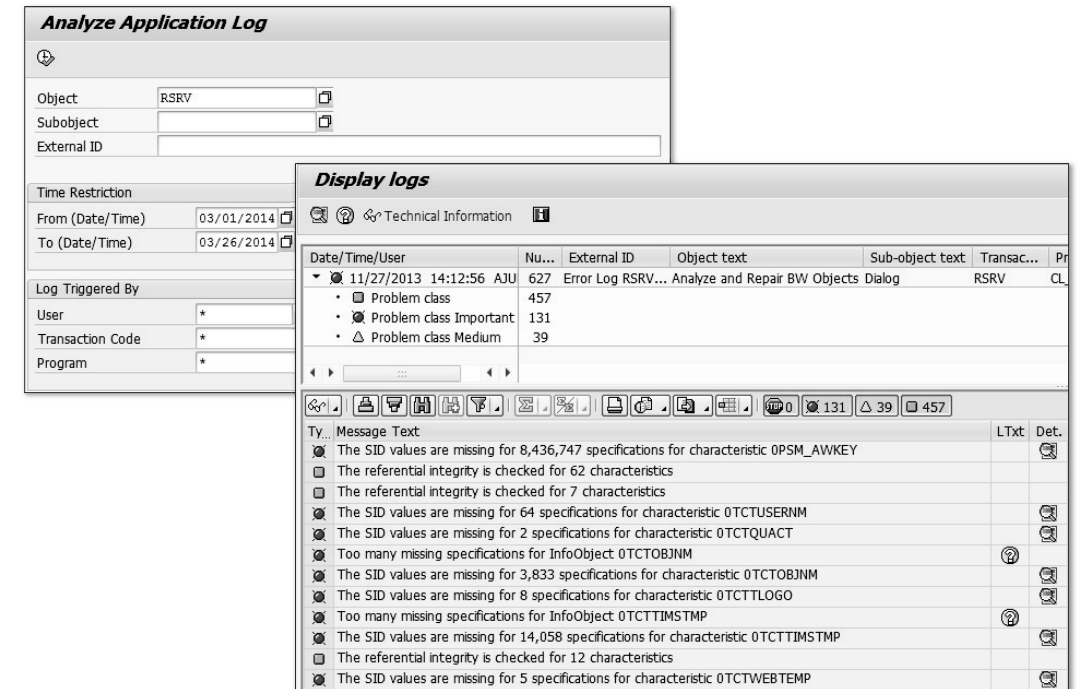 Analyze Application Log
Object RSRV
Subobject
External ID
Time Restriction
From (Date/Time) 03/01/2014
To (Date/Time) 03/26/2014
Log Triggered By
User *
Transaction Code *
Program *
Display logs
Technical Information
Date/Time/User Nu... External ID Object text Sub-object text Transac... Pr
11/27/2013 14:12:56 AJU 627 Error Log RSRV... Analyze and Repair BW Objects Dialog RSRV CL_
Problem class 457
Problem class Important 131
Problem class Medium 39
0 131 39 457
Ty... Message Text LTxt Det.
The SID values are missing for 8,436,747 specifications for characteristic 0PSM_AWKEY
The referential integrity is checked for 62 characteristics
The referential integrity is checked for 7 characteristics
The SID values are missing for 64 specifications for characteristic 0TCTUSERNM
The SID values are missing for 2 specifications for characteristic 0TCTQUACT
Too many missing specifications for InfoObject 0TCTOBJNM
The SID values are missing for 3,833 specifications for characteristic 0TCTOBJNM
The SID values are missing for 8 specifications for characteristic 0TCTTLOGO
Too many missing specifications for InfoObject 0TCTTIMSTMP
The SID values are missing for 14,058 specifications for characteristic 0TCTTIMSTMP
The referential integrity is checked for 12 characteristics
The SID values are missing for 5 specifications for characteristic 0TCTWEBTEMP